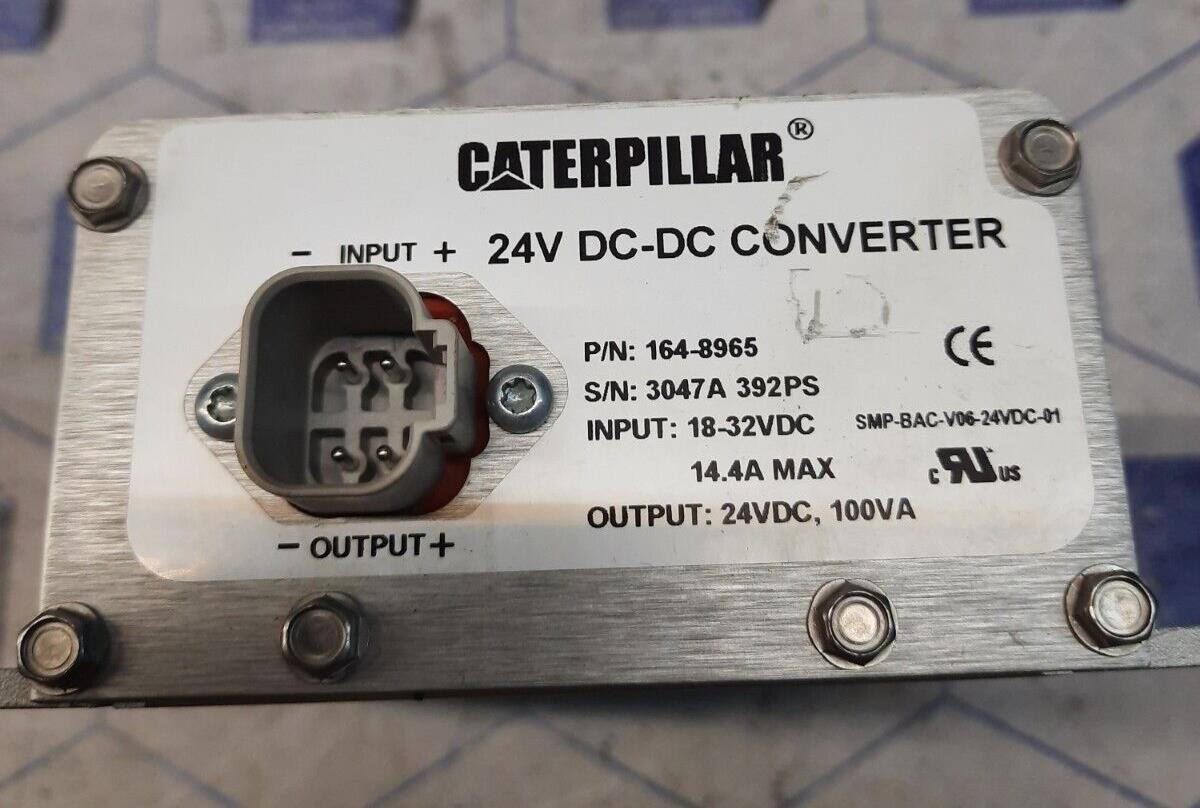 CATERPILLAR®
- INPUT + 24V DC-DC CONVERTER
P/N: 164-8965
CE
S/N: 3047A 392PS
INPUT: 18-32VDC SMP-BAC-V06-24VDC-01
14.4A MAX
c RU us
OUTPUT: 24VDC, 100VA
- OUTPUT +